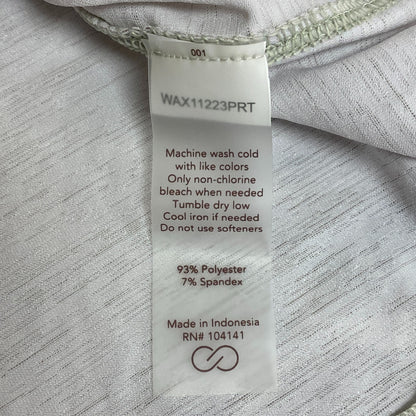 001
WAX11223PRT
Machine wash cold
with like colors
Only non-chlorine
bleach when needed
Tumble dry low
Cool iron if needed
Do not use softeners
93% Polyester
7% Spandex
Made in Indonesia
RN# 104141